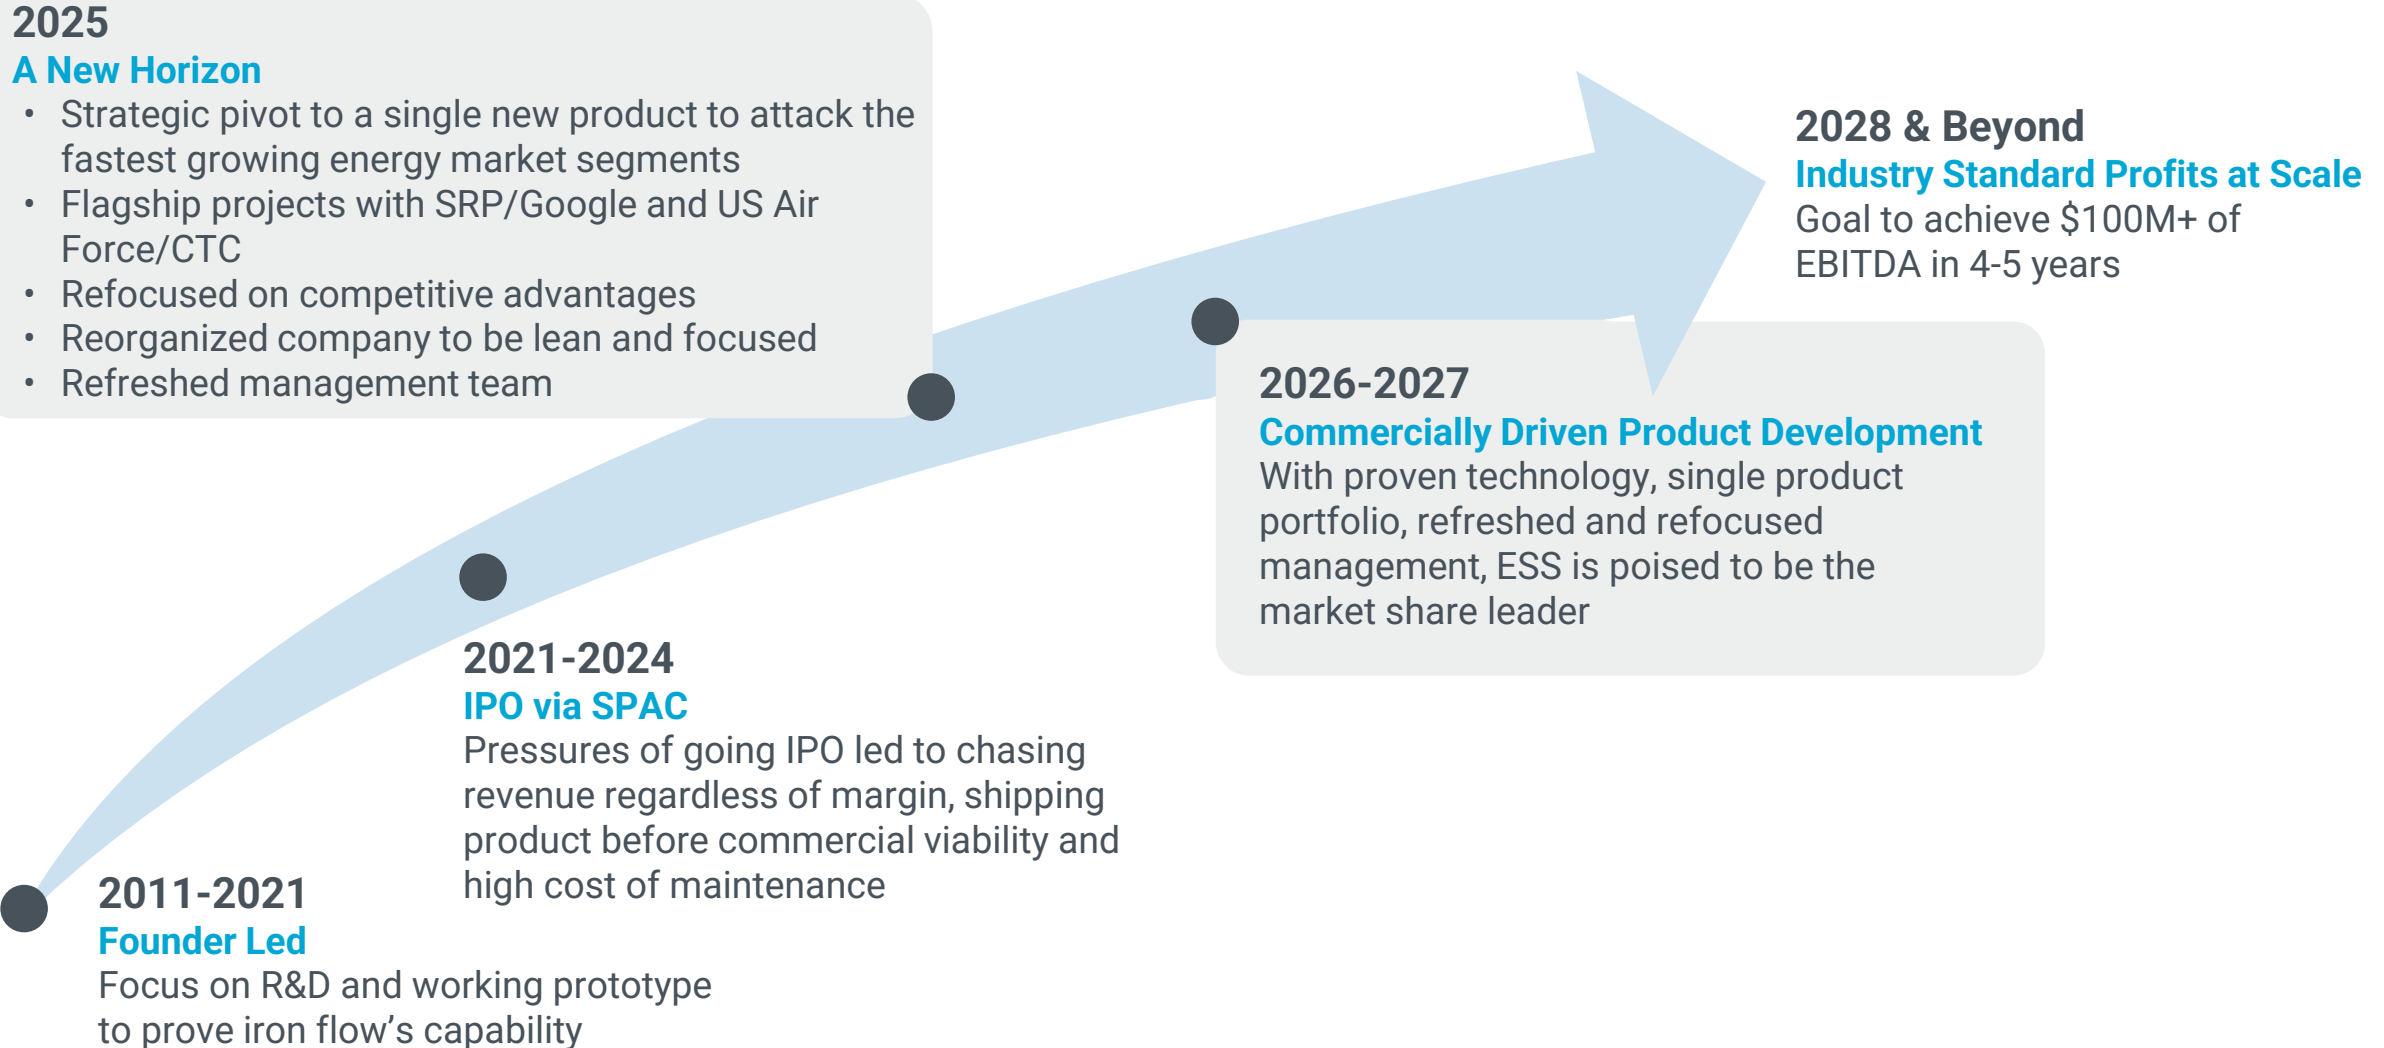 2025
A New Horizon
• Strategic pivot to a single new product to attack the
fastest growing energy market segments
• Flagship projects with SRP/Google and US Air
Force/CTC
• Refocused on competitive advantages
• Reorganized company to be lean and focused
• Refreshed management team
2028 & Beyond
Industry Standard Profits at Scale
Goal to achieve $100M+ of
EBITDA in 4-5 years
2026-2027
Commercially Driven Product Development
With proven technology, single product
portfolio, refreshed and refocused
management, ESS is poised to be the
market share leader
2021-2024
IPO via SPAC
Pressures of going IPO led to chasing
revenue regardless of margin, shipping
product before commercial viability and
high cost of maintenance
2011-2021
Founder Led
Focus on R&D and working prototype
to prove iron flow’s capability